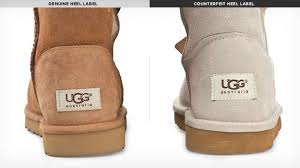 GENUINE HEEL LABEL
COUNTERFEIT HEEL LABEL
UGG
australia
UGG
australia